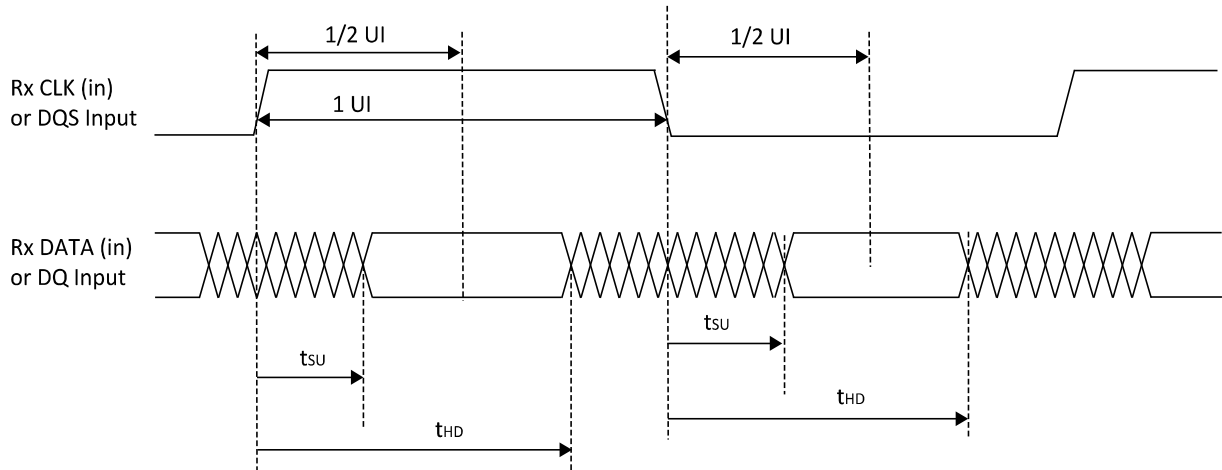 1/2 UI
1/2 UI
Rx CLK (in)
or DQS Input
1 UI
Rx DATA (in)
or DQ Input
tSU
tSU
tHD
tHD